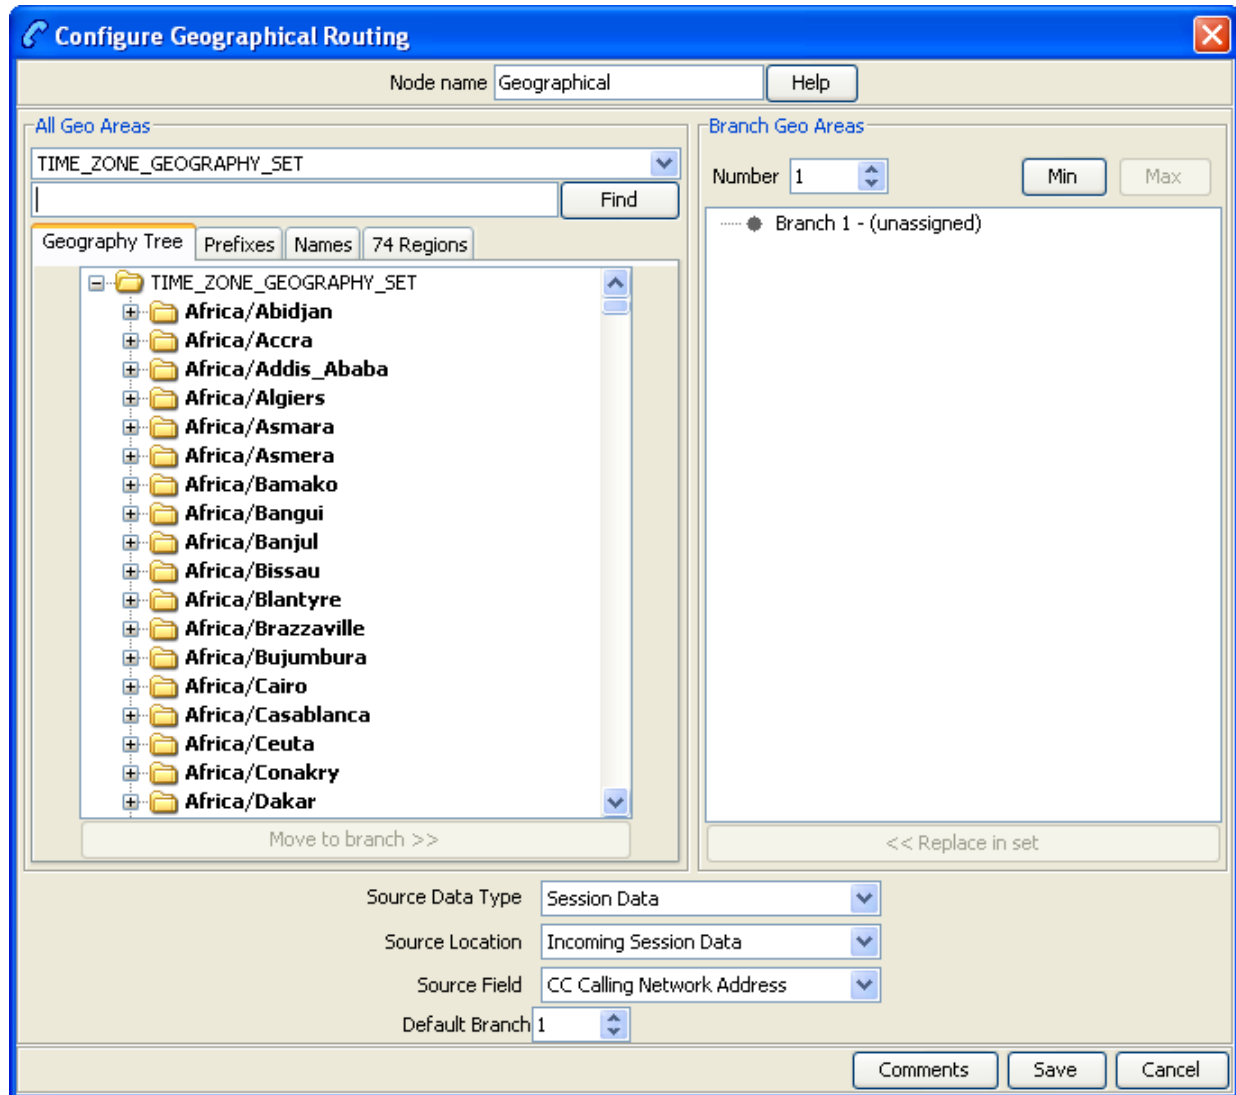 Configure Geographical Routing
Node name Geographical Help
All Geo Areas
TIME_ZONE_GEOGRAPHY_SET
Find
Geography Tree Prefixes Names 74 Regions
TIME_ZONE_GEOGRAPHY_SET
Africa/Abidjan
Africa/Accra
Africa/Addis_Ababa
Africa/Algiers
Africa/Asmara
Africa/Asmera
Africa/Bamako
Africa/Bangui
Africa/Banjul
Africa/Bissau
Africa/Blantyre
Africa/Brazzaville
Africa/Bujumbura
Africa/Cairo
Africa/Casablanca
Africa/Ceuta
Africa/Conakry
Africa/Dakar
Move to branch >>
Branch Geo Areas
Number 1 Min Max
Branch 1 - (unassigned)
<< Replace in set
Source Data Type Session Data
Source Location Incoming Session Data
Source Field CC Calling Network Address
Default Branch 1
Comments Save Cancel